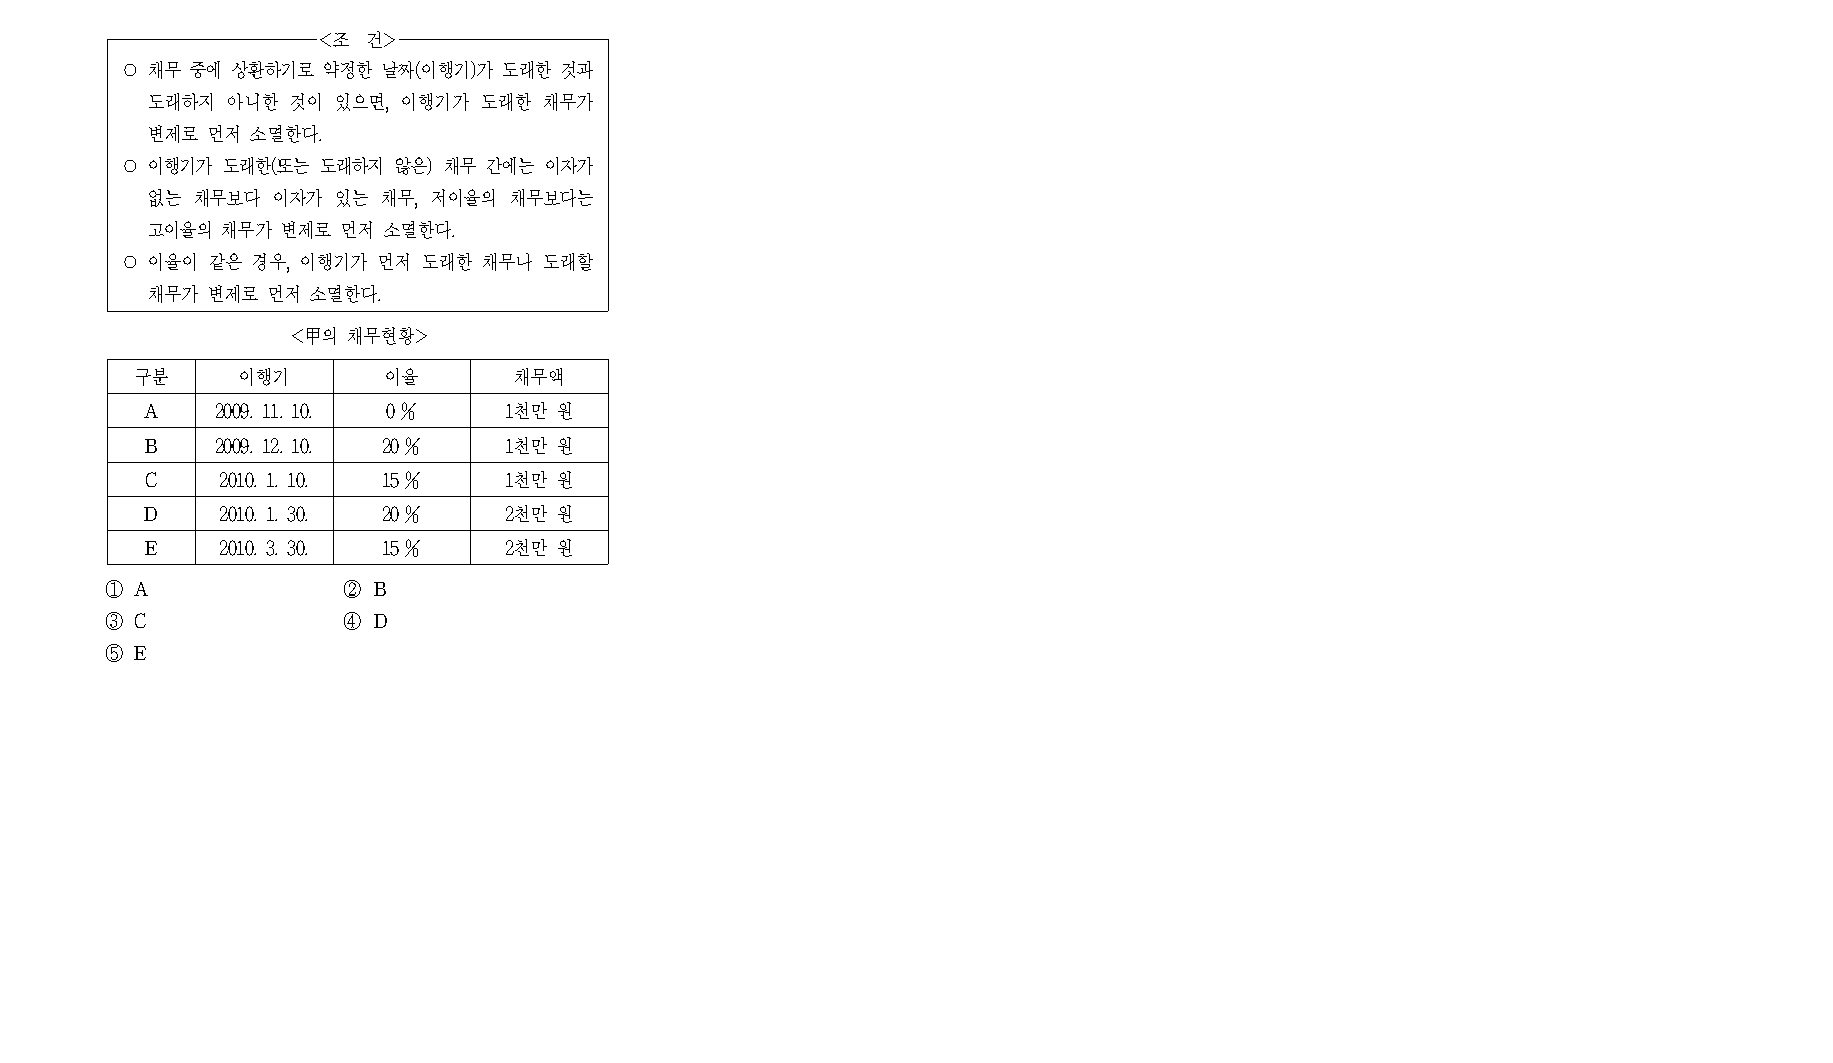 <조 건>
○ 채무 중에 상환하기로 약정한 날짜(이행기)가 도래한 것과
도래하지 아니한 것이 있으면, 이행기가 도래한 채무가
변제로 먼저 소멸한다.
○ 이행기가 도래한(또는 도래하지 않은) 채무 간에는 이자가
없는 채무보다 이자가 있는 채무, 저이율의 채무보다는
고이율의 채무가 변제로 먼저 소멸한다.
○ 이율이 같은 경우, 이행기가 먼저 도래한 채무나 도래할
채무가 변제로 먼저 소멸한다.
<甲의 채무현황>
구분 이행기 이율 채무액
A 2009. 11. 10. 0 % 1천만 원
B 2009. 12. 10. 20 % 1천만 원
C 2010. 1. 10. 15 % 1천만 원
D 2010. 1. 30. 20 % 2천만 원
E 2010. 3. 30. 15 % 2천만 원
① A ② B
③ C ④ D
⑤ E